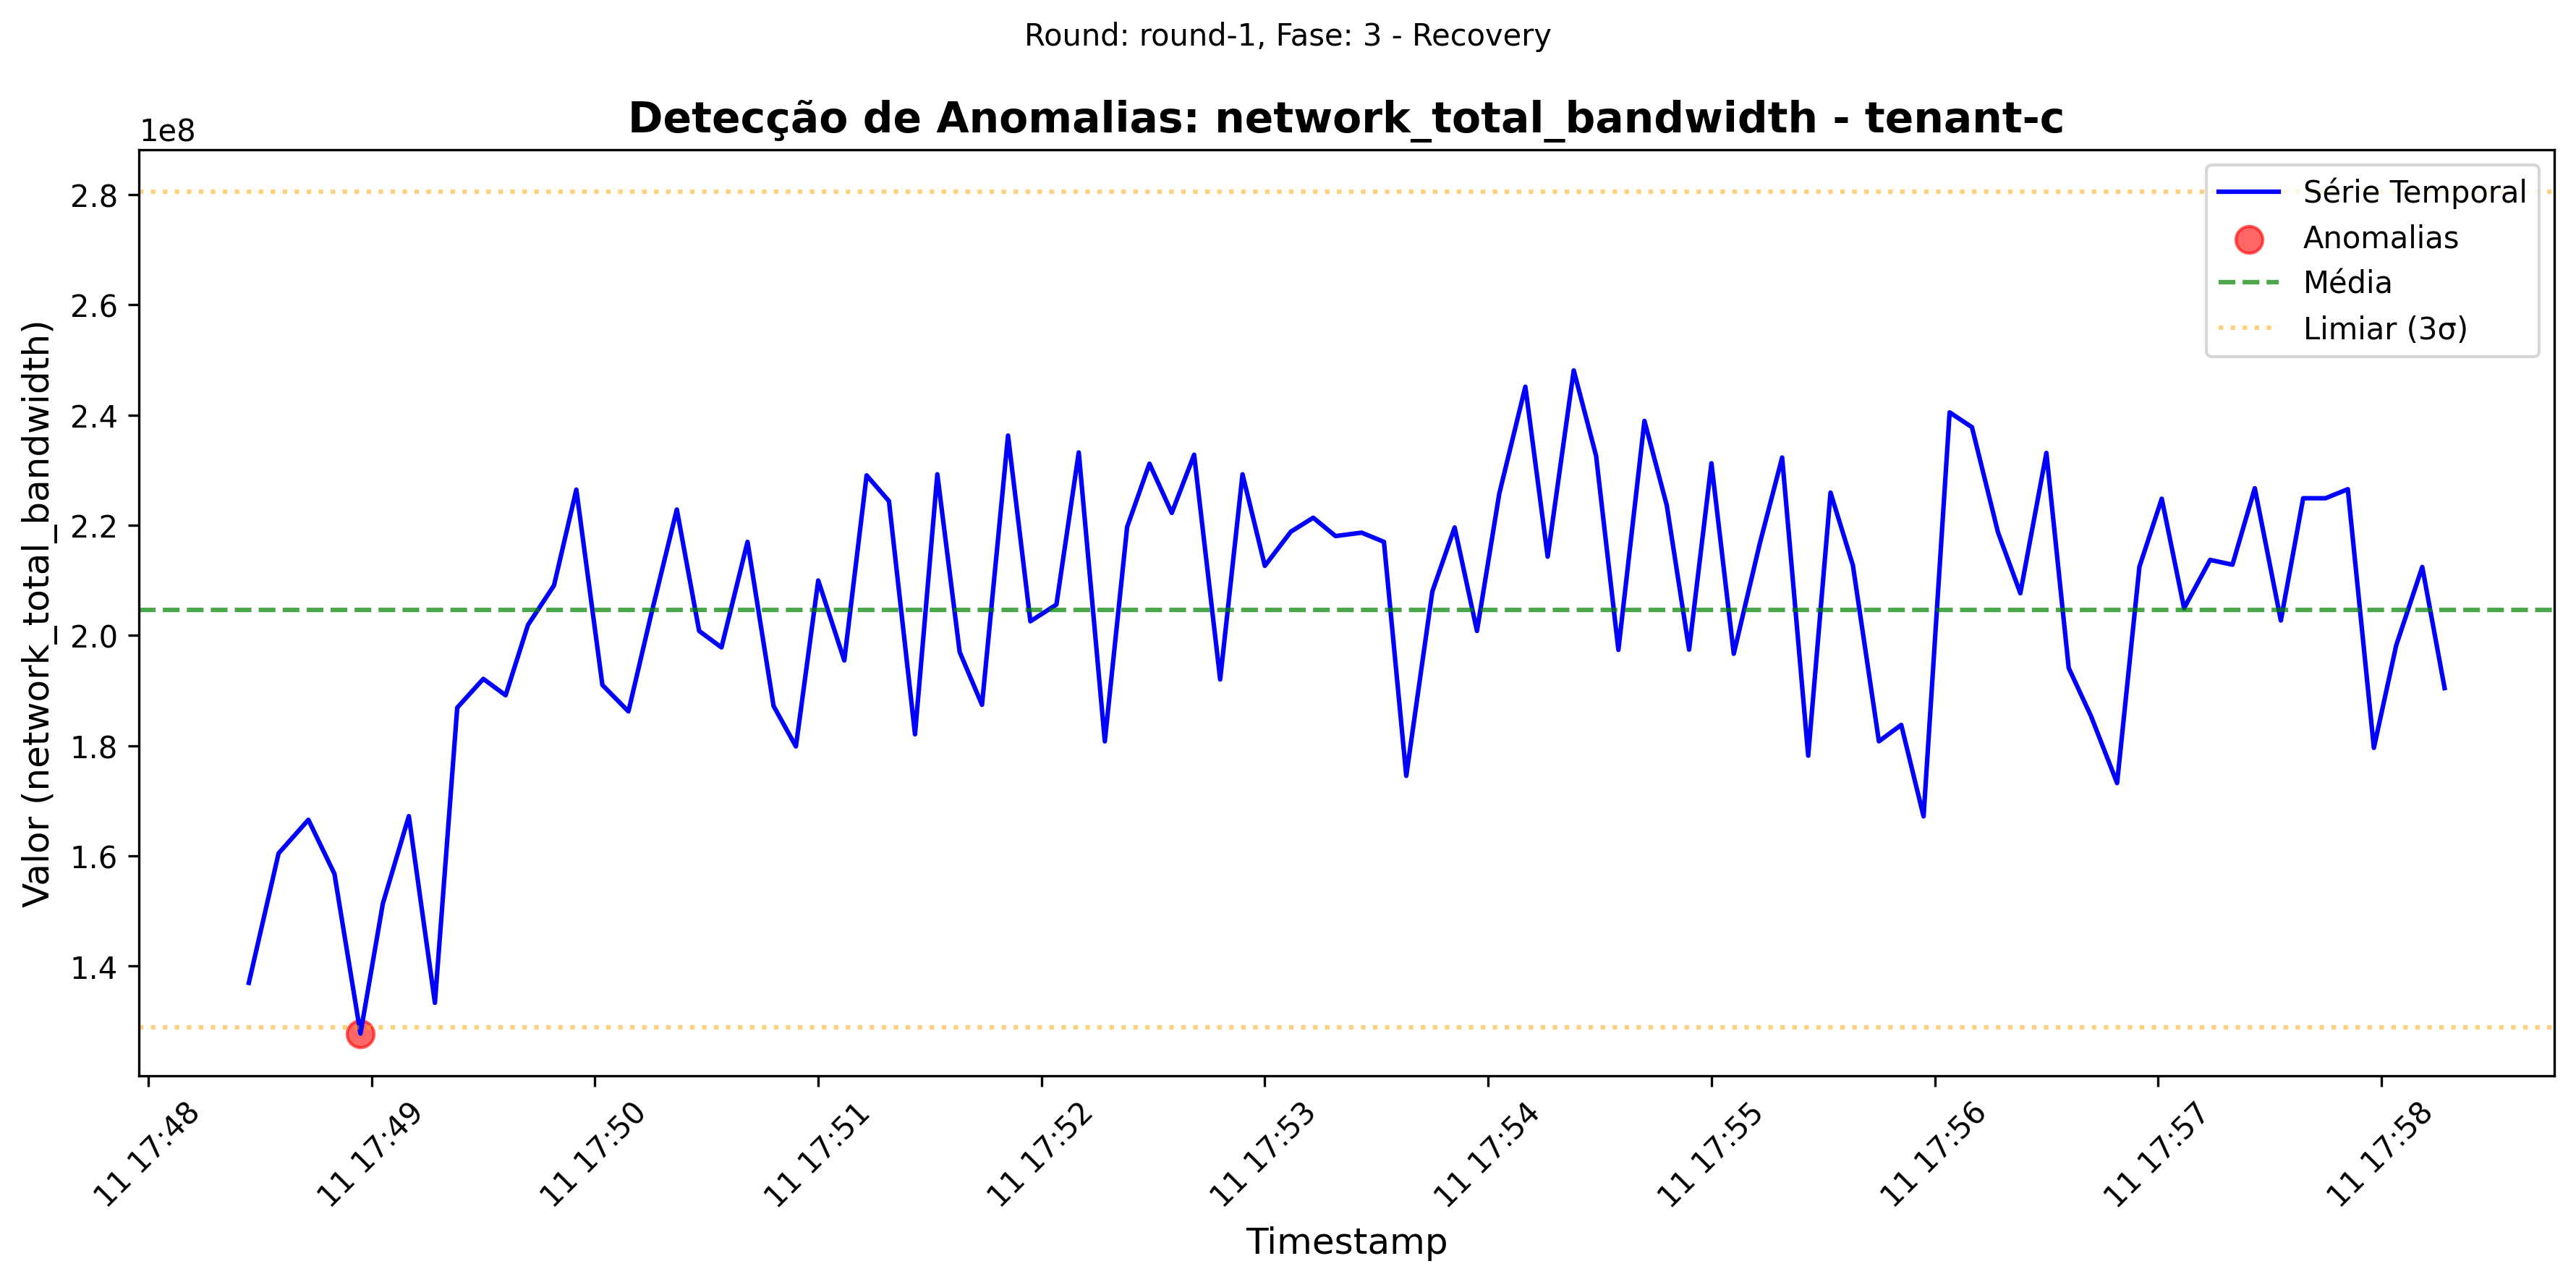 Round: round-1, Fase: 3 - Recovery
Detecção de Anomalias: network_total_bandwidth - tenant-c
1e8
2.8
2.6
2.4
2.2
2.0
1.8
1.6
1.4
Valor (network_total_bandwidth)
Série Temporal
Anomalias
Média
Limiar (3σ)
11 17:48
11 17:49
11 17:50
11 17:51
11 17:52
11 17:53
11 17:54
11 17:55
11 17:56
11 17:57
11 17:58
Timestamp